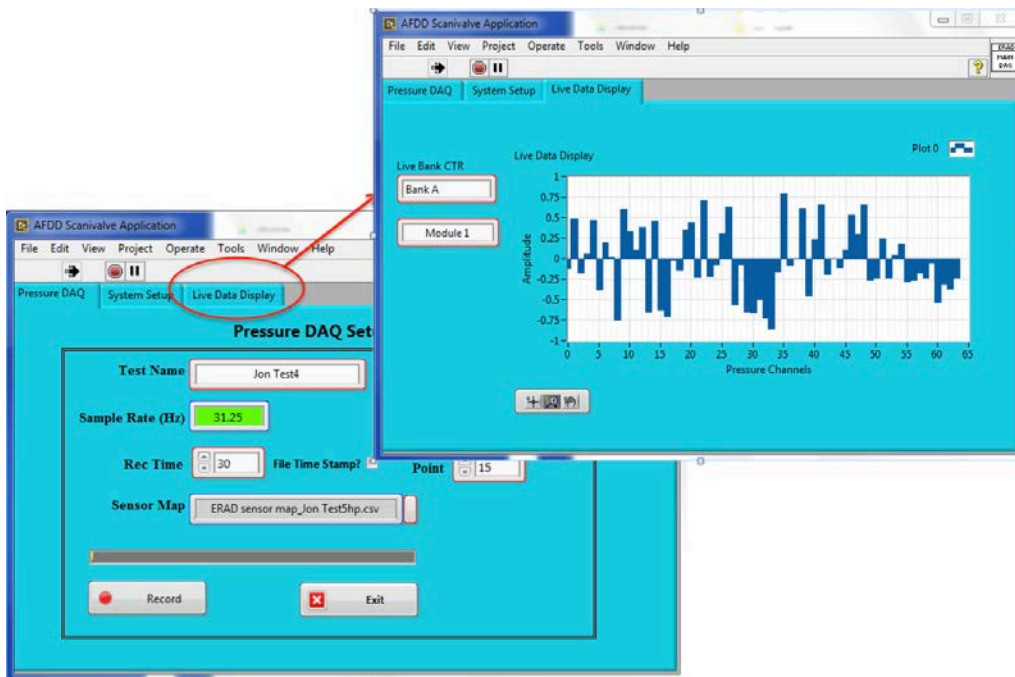 AFDD Scanivalve Application
File Edit View Project Operate Tools Window Help
ERAD
MAIN
DAQ
Pressure DAQ System Setup Live Data Display
Live Bank CTR
Bank A
Module 1
Live Data Display
Plot 0
Amplitude
1
0.75
0.5
0.25
0
-0.25
-0.5
-0.75
-1
0 5 10 15 20 25 30 35 40 45 50 55 60 65
Pressure Channels
AFDD Scanivalve Application
File Edit View Project Operate Tools Window Help
Pressure DAQ System Setup Live Data Display
Pressure DAQ Set
Test Name Jon Test4
Sample Rate (Hz) 31.25
Rec Time 30 File Time Stamp? Point 15
Sensor Map ERAD sensor map_Jon Test5hp.csv
Record Exit